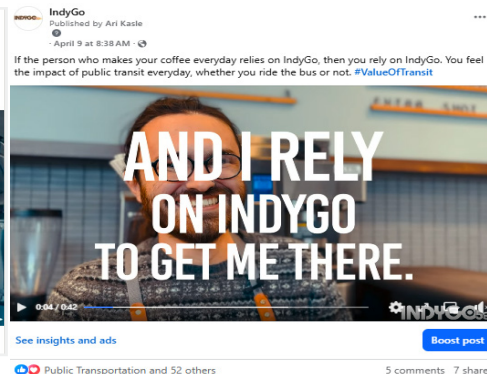 IndyGo
Published by Ari Kasle
· April 9 at 8:38 AM ·
If the person who makes your coffee everyday relies on IndyGo, then you rely on IndyGo. You feel
the impact of public transit everyday, whether you ride the bus or not. #ValueOfTransit
AND I RELY
ON INDYGO
TO GET ME THERE.
0:04 / 0:42
INDYGO
See insights and ads
Boost post
Public Transportation and 52 others
5 comments 7 share